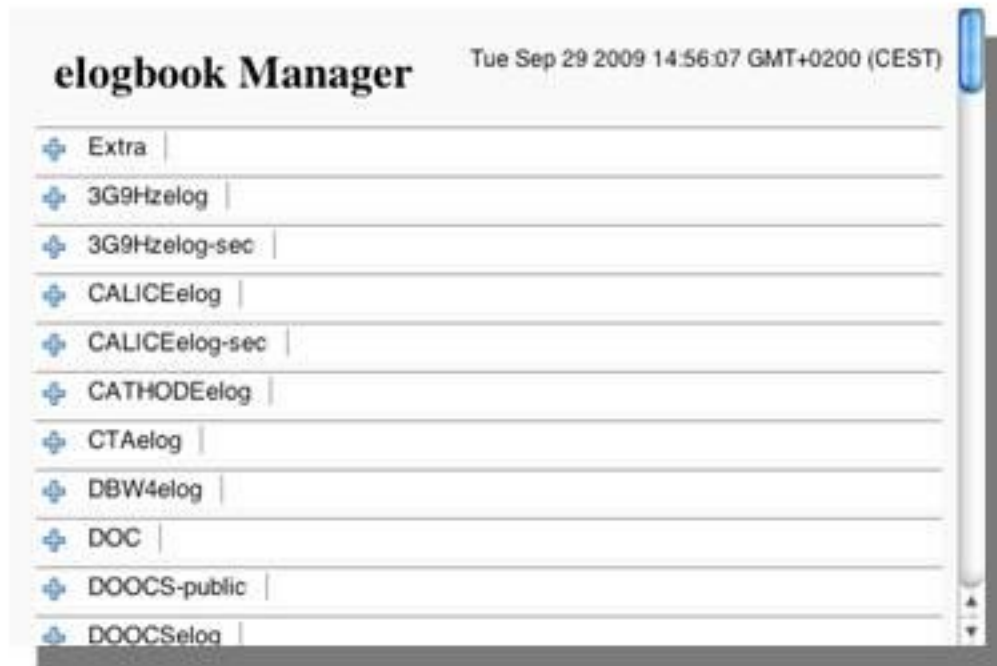 elogbook Manager
Tue Sep 29 2009 14:56:07 GMT+0200 (CEST)
Extra
3G9Hzelog
3G9Hzelog-sec
CALICEelog
CALICEelog-sec
CATHODEelog
CTAelog
DBW4elog
DOC
DOOCS-public
DOOCSelog